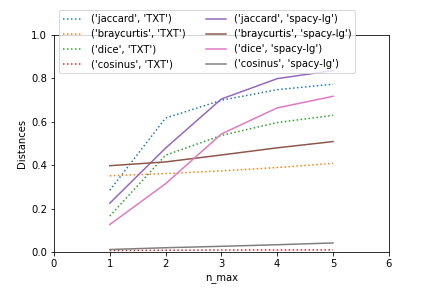 ('jaccard', 'TXT') ('jaccard', 'spacy-lg')
('braycurtis', 'TXT') ('braycurtis', 'spacy-lg')
('dice', 'TXT') ('dice', 'spacy-lg')
('cosinus', 'TXT') ('cosinus', 'spacy-lg')
1.0
0.8
0.6
0.4
0.2
0.0
Distances
0 1 2 3 4 5 6
n_max